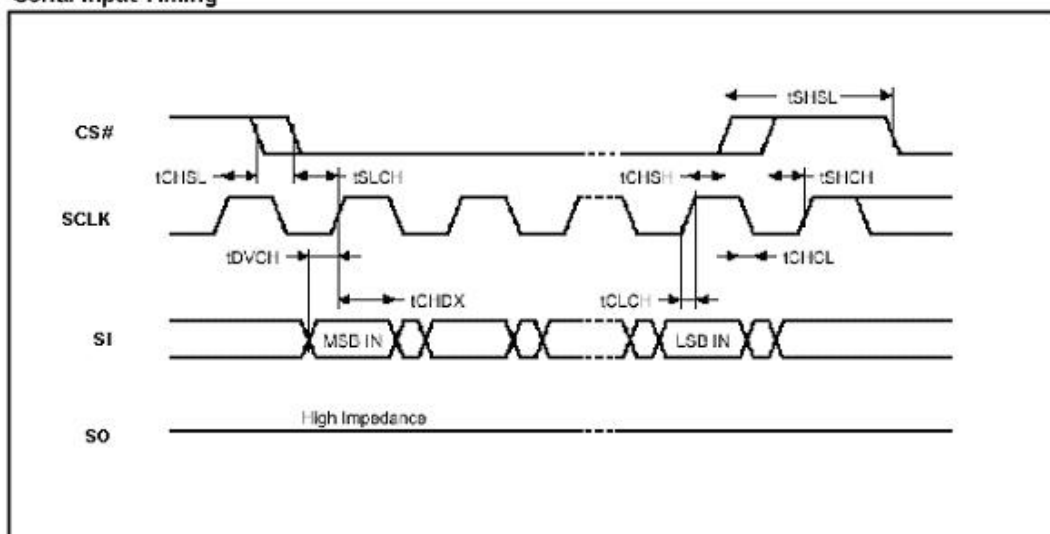 Serial Input Timing
tSHSL
CS#
tCHSL
tSLCH
tCHSH
tSHCH
SCLK
tDVCH
tCHCL
tCHDX
tCLCH
SI
MSB IN
LSB IN
High Impedance
SO